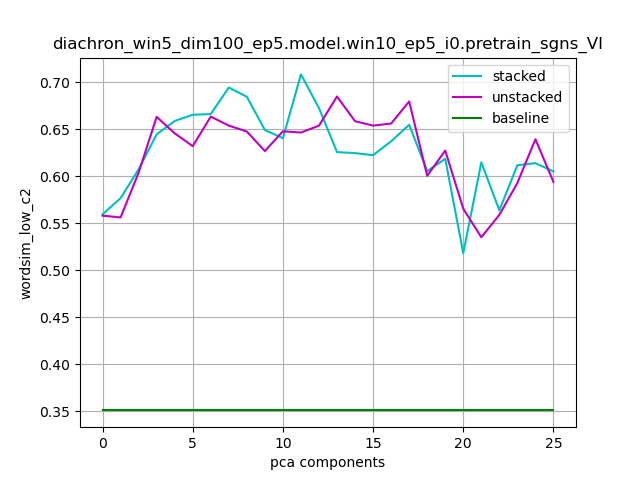 diachron_win5_dim100_ep5.model.win10_ep5_i0.pretrain_sgns_VI
stacked
unstacked
baseline
0.70
0.65
0.60
0.55
0.50
0.45
0.40
0.35
wordsim_low_c2
0 5 10 15 20 25
pca components